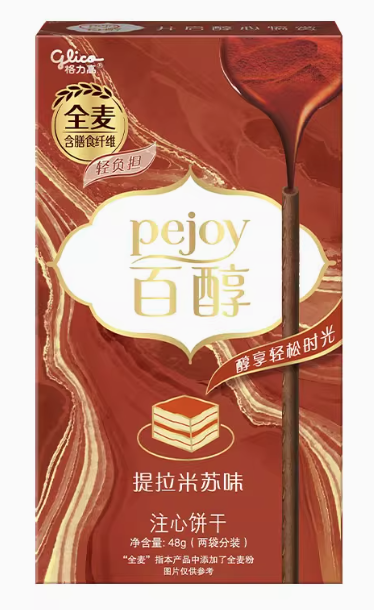 Glico
格力高®
全麦
含膳食纤维
轻负担
pejoy
百醇
醇享轻松时光
提拉米苏味
注心饼干
净含量: 48g (两袋分装)
“全麦”指本产品中添加了全麦粉
图片仅供参考